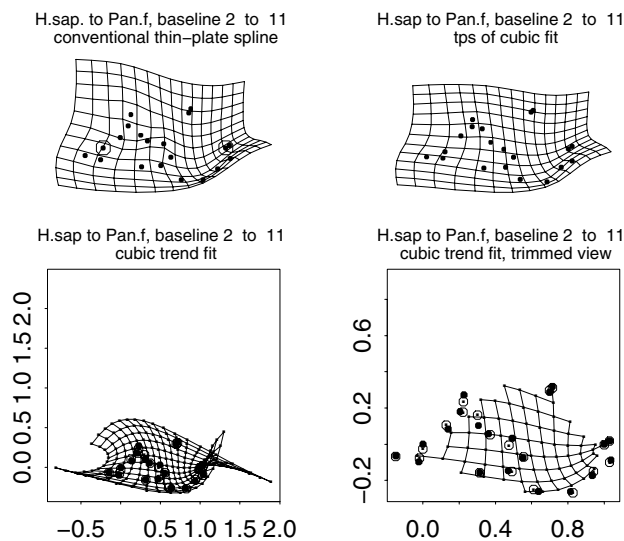 H.sap. to Pan.f, baseline 2 to 11
conventional thin−plate spline
H.sap to Pan.f, baseline 2 to 11
tps of cubic fit
H.sap to Pan.f, baseline 2 to 11
cubic trend fit
0.0 0.5 1.0 1.5 2.0
−0.5 0.5 1.0 1.5 2.0
H.sap to Pan.f, baseline 2 to 11
cubic trend fit, trimmed view
−0.2 0.2 0.6
0.0 0.4 0.8